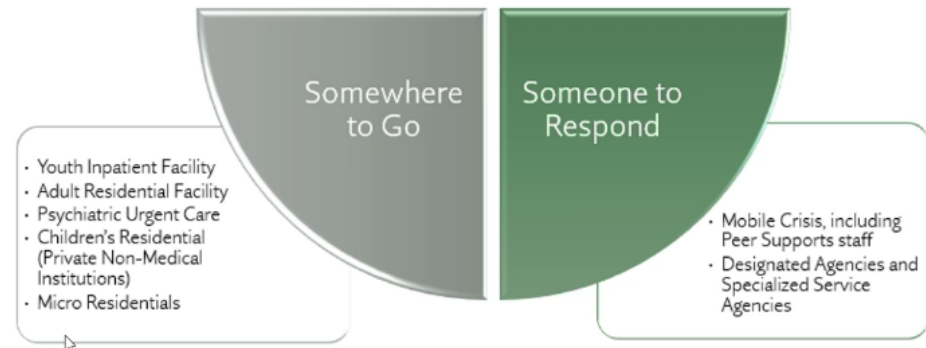 Somewhere
to Go
Someone to
Respond
· Youth Inpatient Facility
· Adult Residential Facility
· Psychiatric Urgent Care
· Children's Residential
(Private Non-Medical
Institutions)
· Micro Residentials
· Mobile Crisis, including
Peer Supports staff
· Designated Agencies and
Specialized Service
Agencies